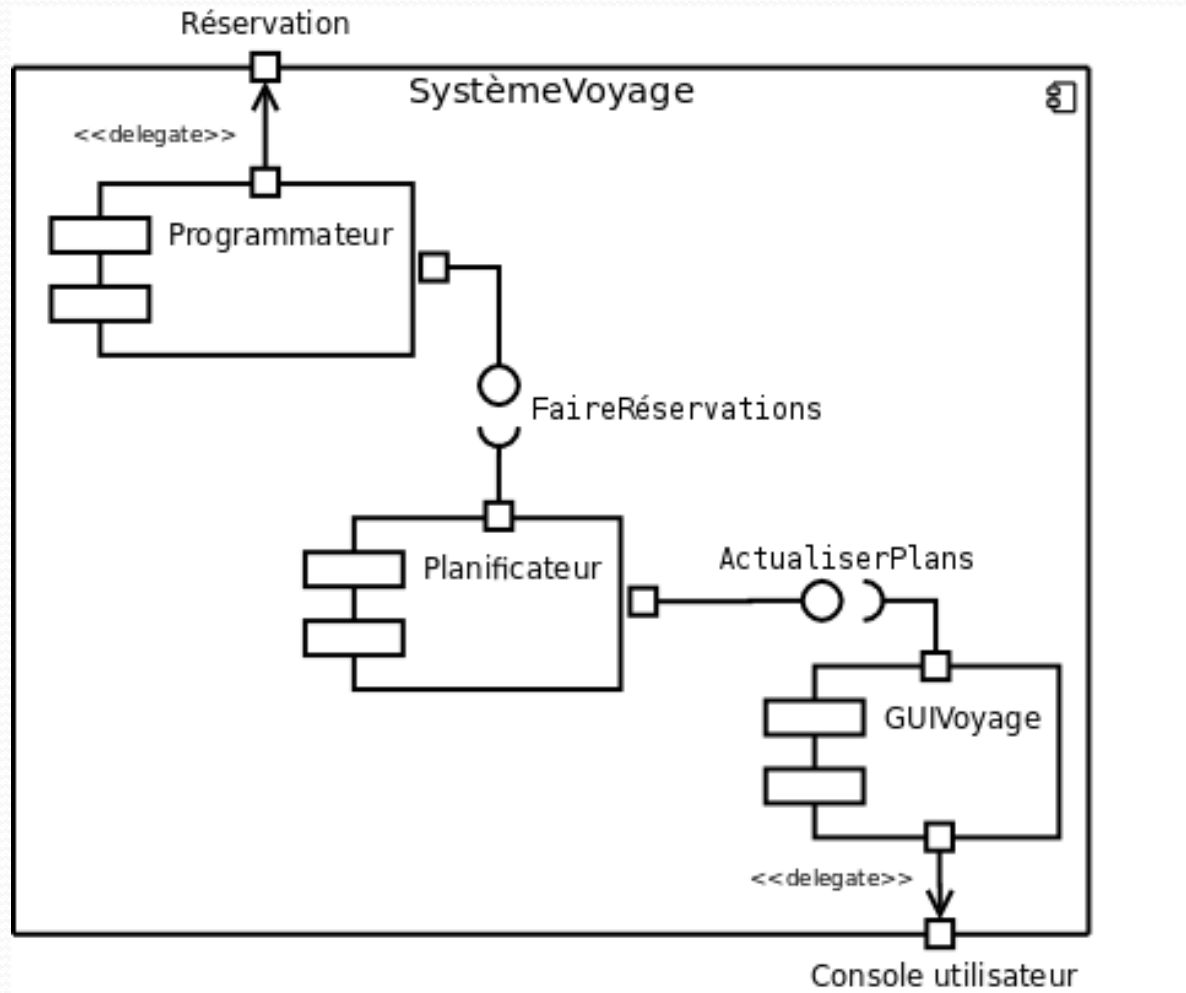 Réservation
SystèmeVoyage
<<delegate>>
Programmateur
FaireRéservations
ActualiserPlans
Planificateur
GUIVoyage
<<delegate>>
Console utilisateur